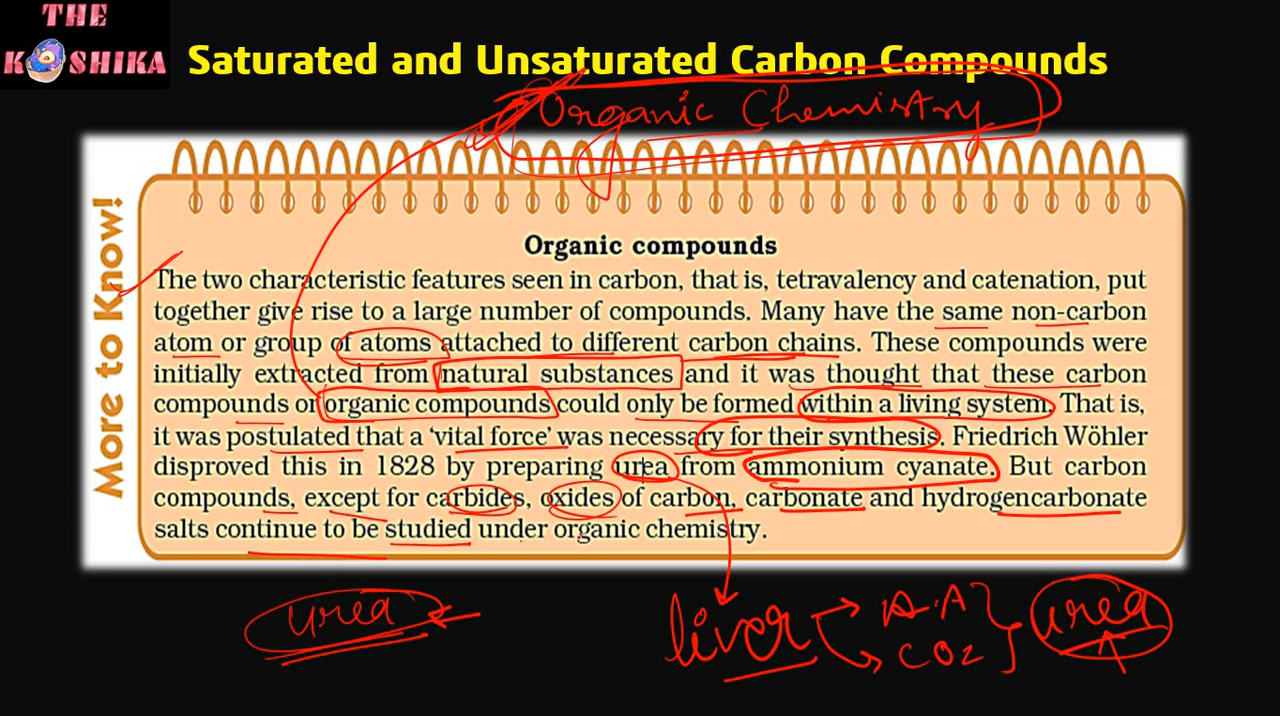 THE
KOSHIKA
Saturated and Unsaturated Carbon Compounds
Organic Chemistry
More to Know!
Organic compounds
The two characteristic features seen in carbon, that is, tetravalency and catenation, put
together give rise to a large number of compounds. Many have the same non-carbon
atom or group of atoms attached to different carbon chains. These compounds were
initially extracted from natural substances and it was thought that these carbon
compounds or organic compounds could only be formed within a living system. That is,
it was postulated that a ‘vital force’ was necessary for their synthesis. Friedrich Wöhler
disproved this in 1828 by preparing urea from ammonium cyanate. But carbon
compounds, except for carbides, oxides of carbon, carbonate and hydrogencarbonate
salts continue to be studied under organic chemistry.
urea
liver
A.A
CO2
urea